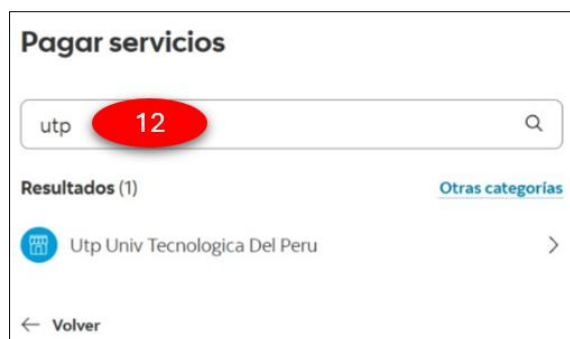 Pagar servicios
utp 12
Resultados (1) Otras categorías
Utp Univ Tecnologica Del Peru
Volver